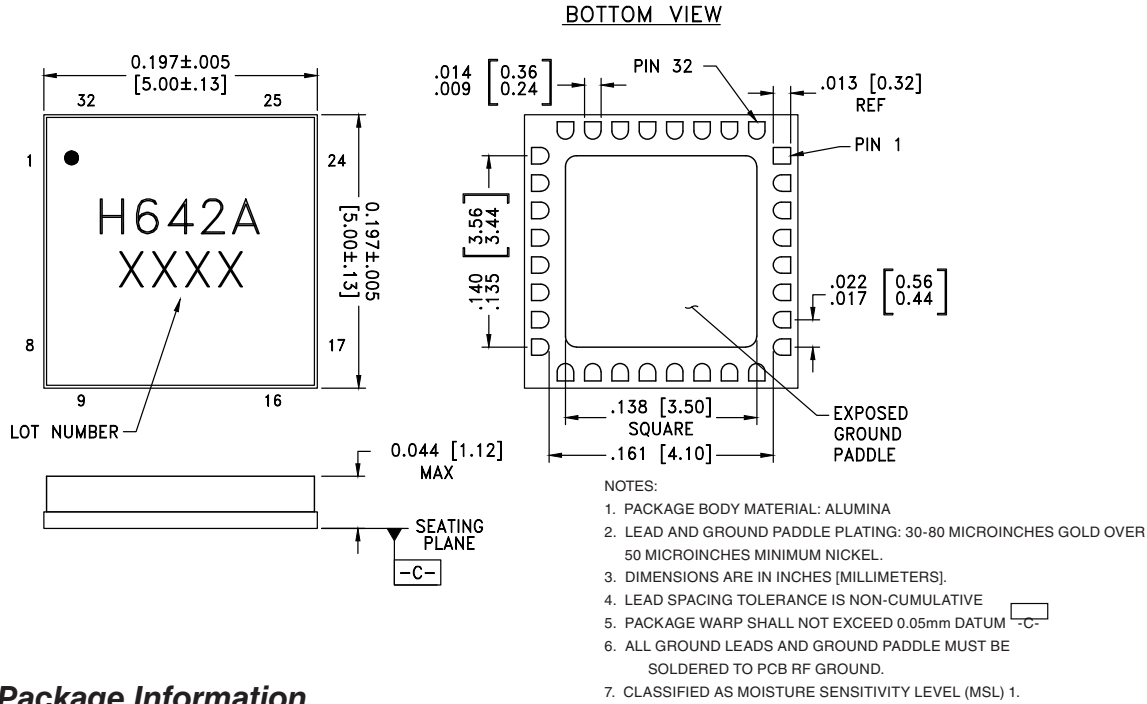 BOTTOM VIEW
0.197±.005
[5.00±.13]
32 25
1 24
H642A
XXXX
0.197±.005
[5.00±.13]
8 17
9 16
LOT NUMBER
0.044 [1.12]
MAX
SEATING
PLANE
-C-
.014 [0.36]
.009 [0.24]
PIN 32
.013 [0.32]
REF
PIN 1
[3.56]
[3.44]
.140
.135
.022 [0.56]
.017 [0.44]
.138 [3.50]
SQUARE
.161 [4.10]
EXPOSED
GROUND
PADDLE
NOTES:
1. PACKAGE BODY MATERIAL: ALUMINA
2. LEAD AND GROUND PADDLE PLATING: 30-80 MICROINCHES GOLD OVER
50 MICROINCHES MINIMUM NICKEL.
3. DIMENSIONS ARE IN INCHES [MILLIMETERS].
4. LEAD SPACING TOLERANCE IS NON-CUMULATIVE
5. PACKAGE WARP SHALL NOT EXCEED 0.05mm DATUM -C-
6. ALL GROUND LEADS AND GROUND PADDLE MUST BE
SOLDERED TO PCB RF GROUND.
7. CLASSIFIED AS MOISTURE SENSITIVITY LEVEL (MSL) 1.
Package Information